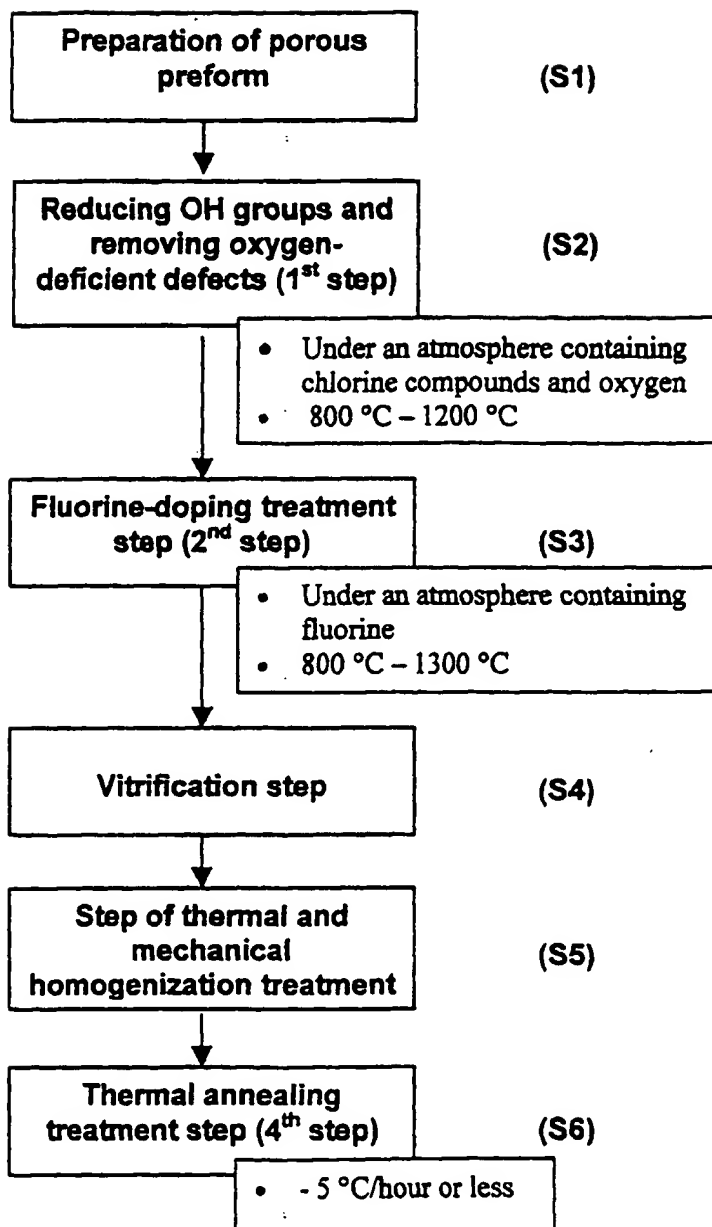 Preparation of porous
preform
(S1)
Reducing OH groups and
removing oxygen-
deficient defects (1st step)
(S2)
• Under an atmosphere containing
chlorine compounds and oxygen
• 800 °C – 1200 °C
Fluorine-doping treatment
step (2nd step)
(S3)
• Under an atmosphere containing
fluorine
• 800 °C – 1300 °C
Vitrification step
(S4)
Step of thermal and
mechanical
homogenization treatment
(S5)
Thermal annealing
treatment step (4th step)
(S6)
• - 5 °C/hour or less